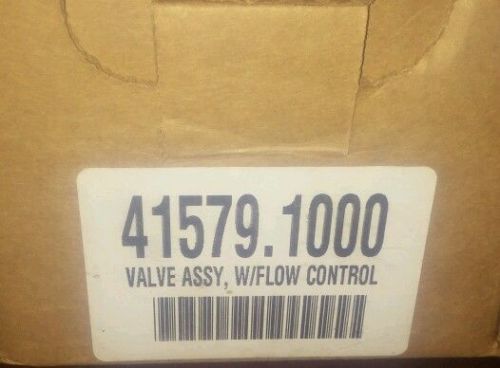 41579.1000
VALVE ASSY, W/FLOW CONTROL